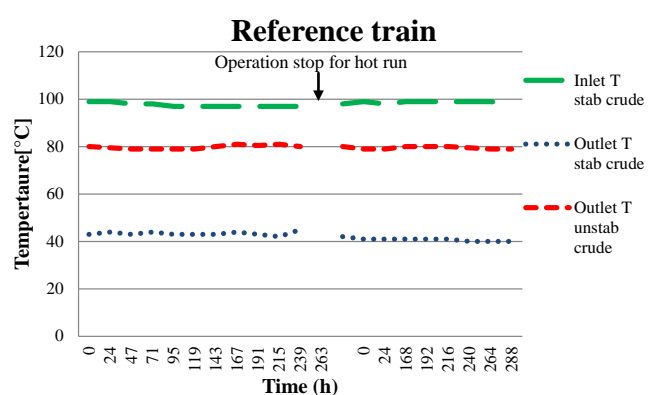 Reference train
Operation stop for hot run
120
100
80
60
40
20
0
Tempertaure[°C]
0 24 47 71 95 119 143 167 191 215 239 263 0 24 168 192 216 240 264 288
Time (h)
Inlet T
stab crude
Outlet T
stab crude
Outlet T
unstab
crude